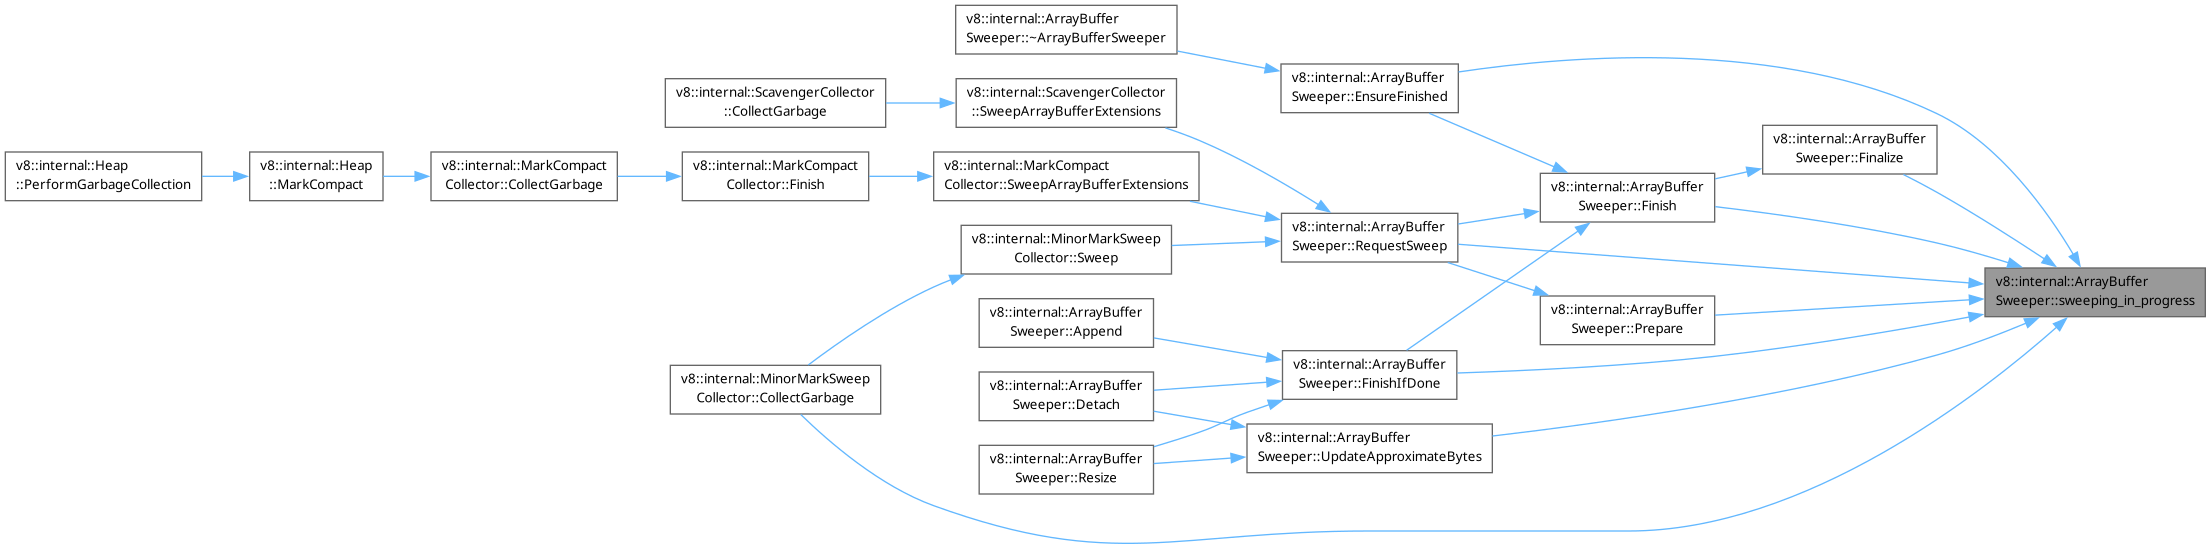 v8::internal::ArrayBuffer
Sweeper::~ArrayBufferSweeper
v8::internal::ArrayBuffer
Sweeper::EnsureFinished
v8::internal::ScavengerCollector
::CollectGarbage
v8::internal::ScavengerCollector
::SweepArrayBufferExtensions
v8::internal::ArrayBuffer
Sweeper::Finalize
v8::internal::Heap
::PerformGarbageCollection
v8::internal::Heap
::MarkCompact
v8::internal::MarkCompact
Collector::CollectGarbage
v8::internal::MarkCompact
Collector::Finish
v8::internal::MarkCompact
Collector::SweepArrayBufferExtensions
v8::internal::ArrayBuffer
Sweeper::Finish
v8::internal::ArrayBuffer
Sweeper::RequestSweep
v8::internal::MinorMarkSweep
Collector::Sweep
v8::internal::ArrayBuffer
Sweeper::sweeping_in_progress
v8::internal::ArrayBuffer
Sweeper::Append
v8::internal::ArrayBuffer
Sweeper::Prepare
v8::internal::MinorMarkSweep
Collector::CollectGarbage
v8::internal::ArrayBuffer
Sweeper::Detach
v8::internal::ArrayBuffer
Sweeper::FinishIfDone
v8::internal::ArrayBuffer
Sweeper::Resize
v8::internal::ArrayBuffer
Sweeper::UpdateApproximateBytes